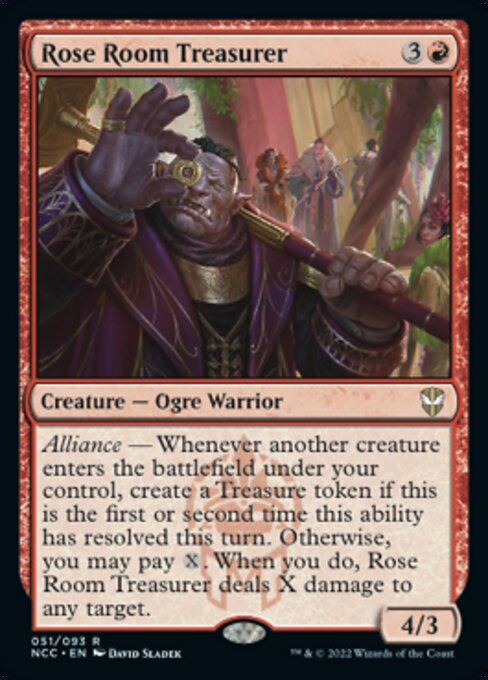 Rose Room Treasurer 3
Creature — Ogre Warrior
Alliance — Whenever another creature
enters the battlefield under your
control, create a Treasure token if this
is the first or second time this ability
has resolved this turn. Otherwise,
you may pay X. When you do, Rose
Room Treasurer deals X damage to
any target.
4/3
051/093 R
NCC • EN DAVID SLADEK
™ & © 2022 Wizards of the Coast